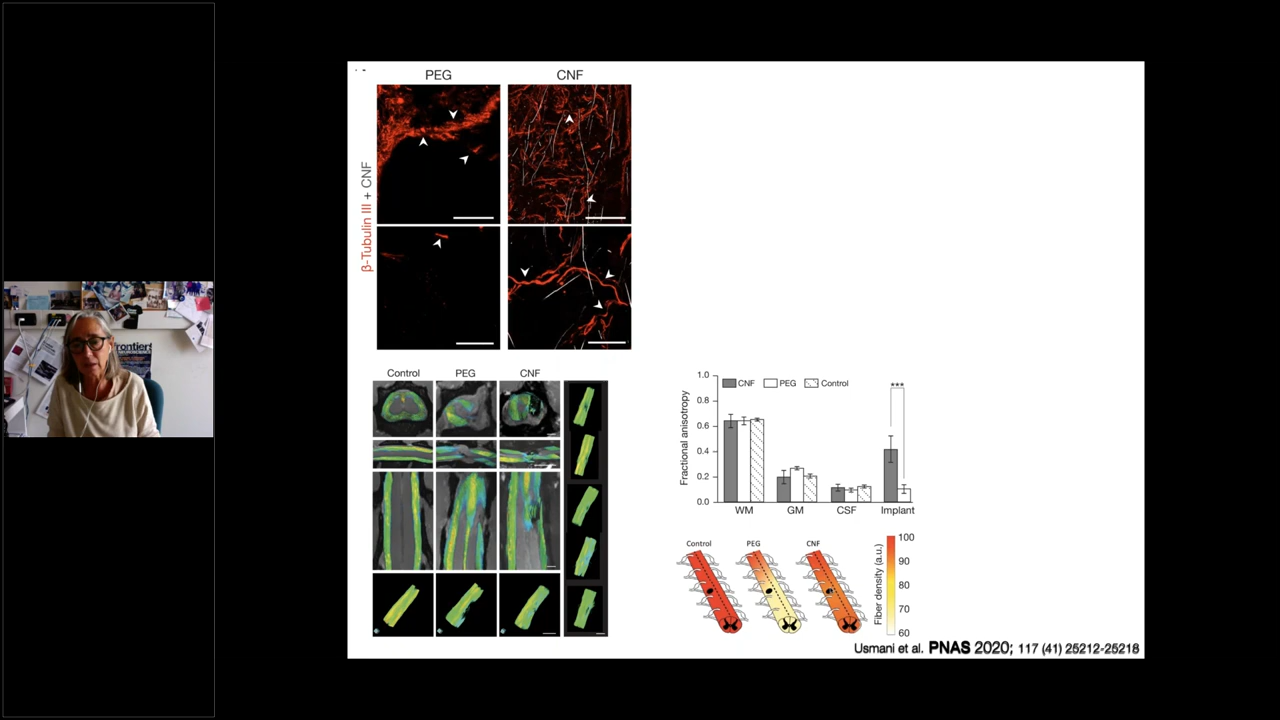 PEG
CNF
β-Tubulin III + CNF
Control
PEG
CNF
Fractional anisotropy
1.0
0.8
0.6
0.4
0.2
0.0
CNF
PEG
Control
***
WM
GM
CSF
Implant
Control
PEG
CNF
Fiber density (a.u.)
100
90
80
70
60
Usmani et al. PNAS 2020; 117 (41) 25212-25218
frontiers